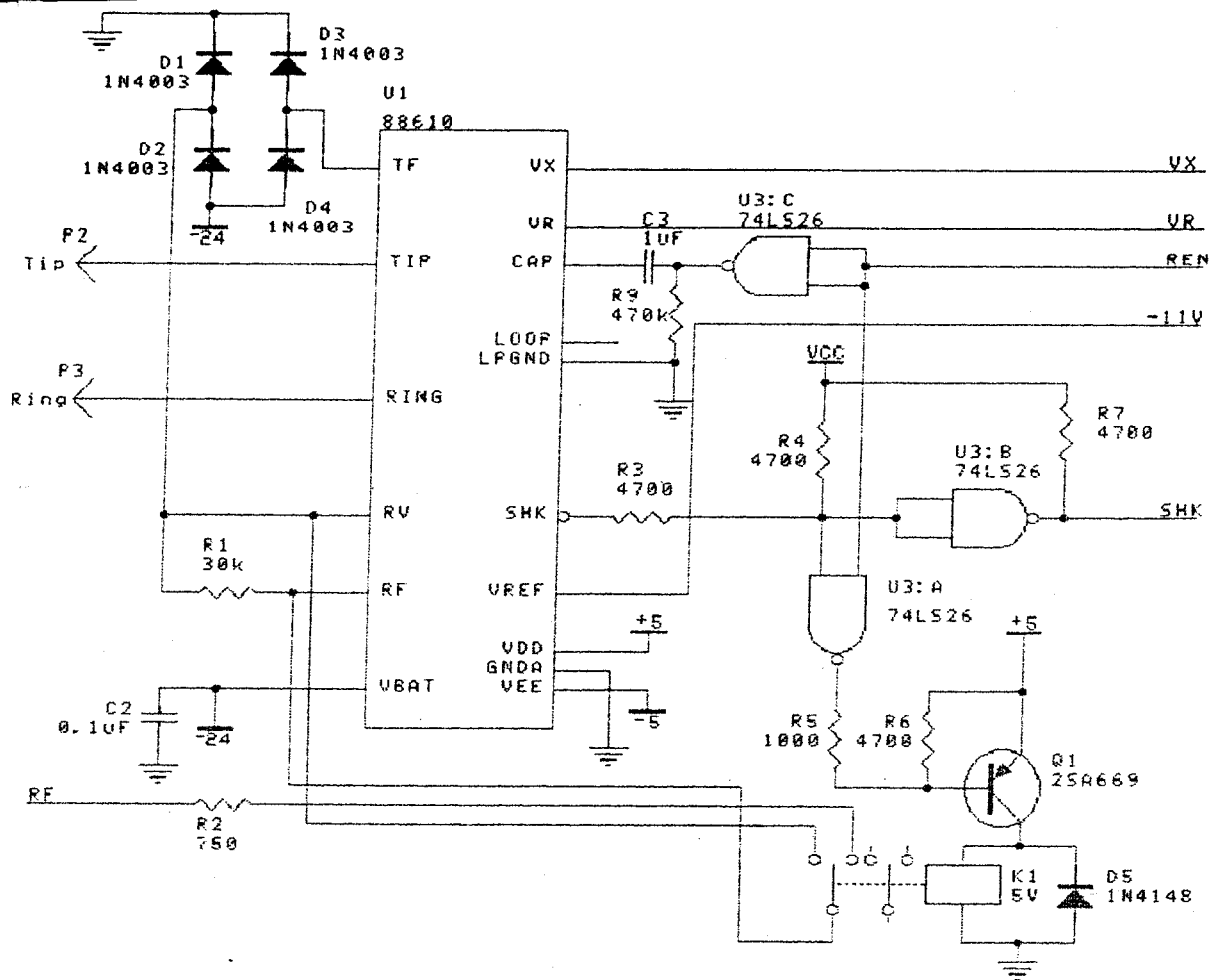 D3
1N4003
D1
1N4003
U1
88610
D2
1N4003
TF
VX
VX
D4
1N4003
U3:C
74LS26
C3
1uF
VR
VR
-24
P2
Tip
TIP
CAP
REN
R9
470k
-11V
LOOP
LPGND
VCC
P3
Ring
RING
R7
4700
R4
4700
U3:B
74LS26
R3
4700
RV
SHK
SHK
R1
30k
RF
VREF
U3:A
74LS26
+5
+5
VDD
GNDA
VEE
VBAT
C2
0.1uF
-24
-5
R5
1000
R6
4700
Q1
2SA669
RF
R2
750
K1
5V
D5
1N4148